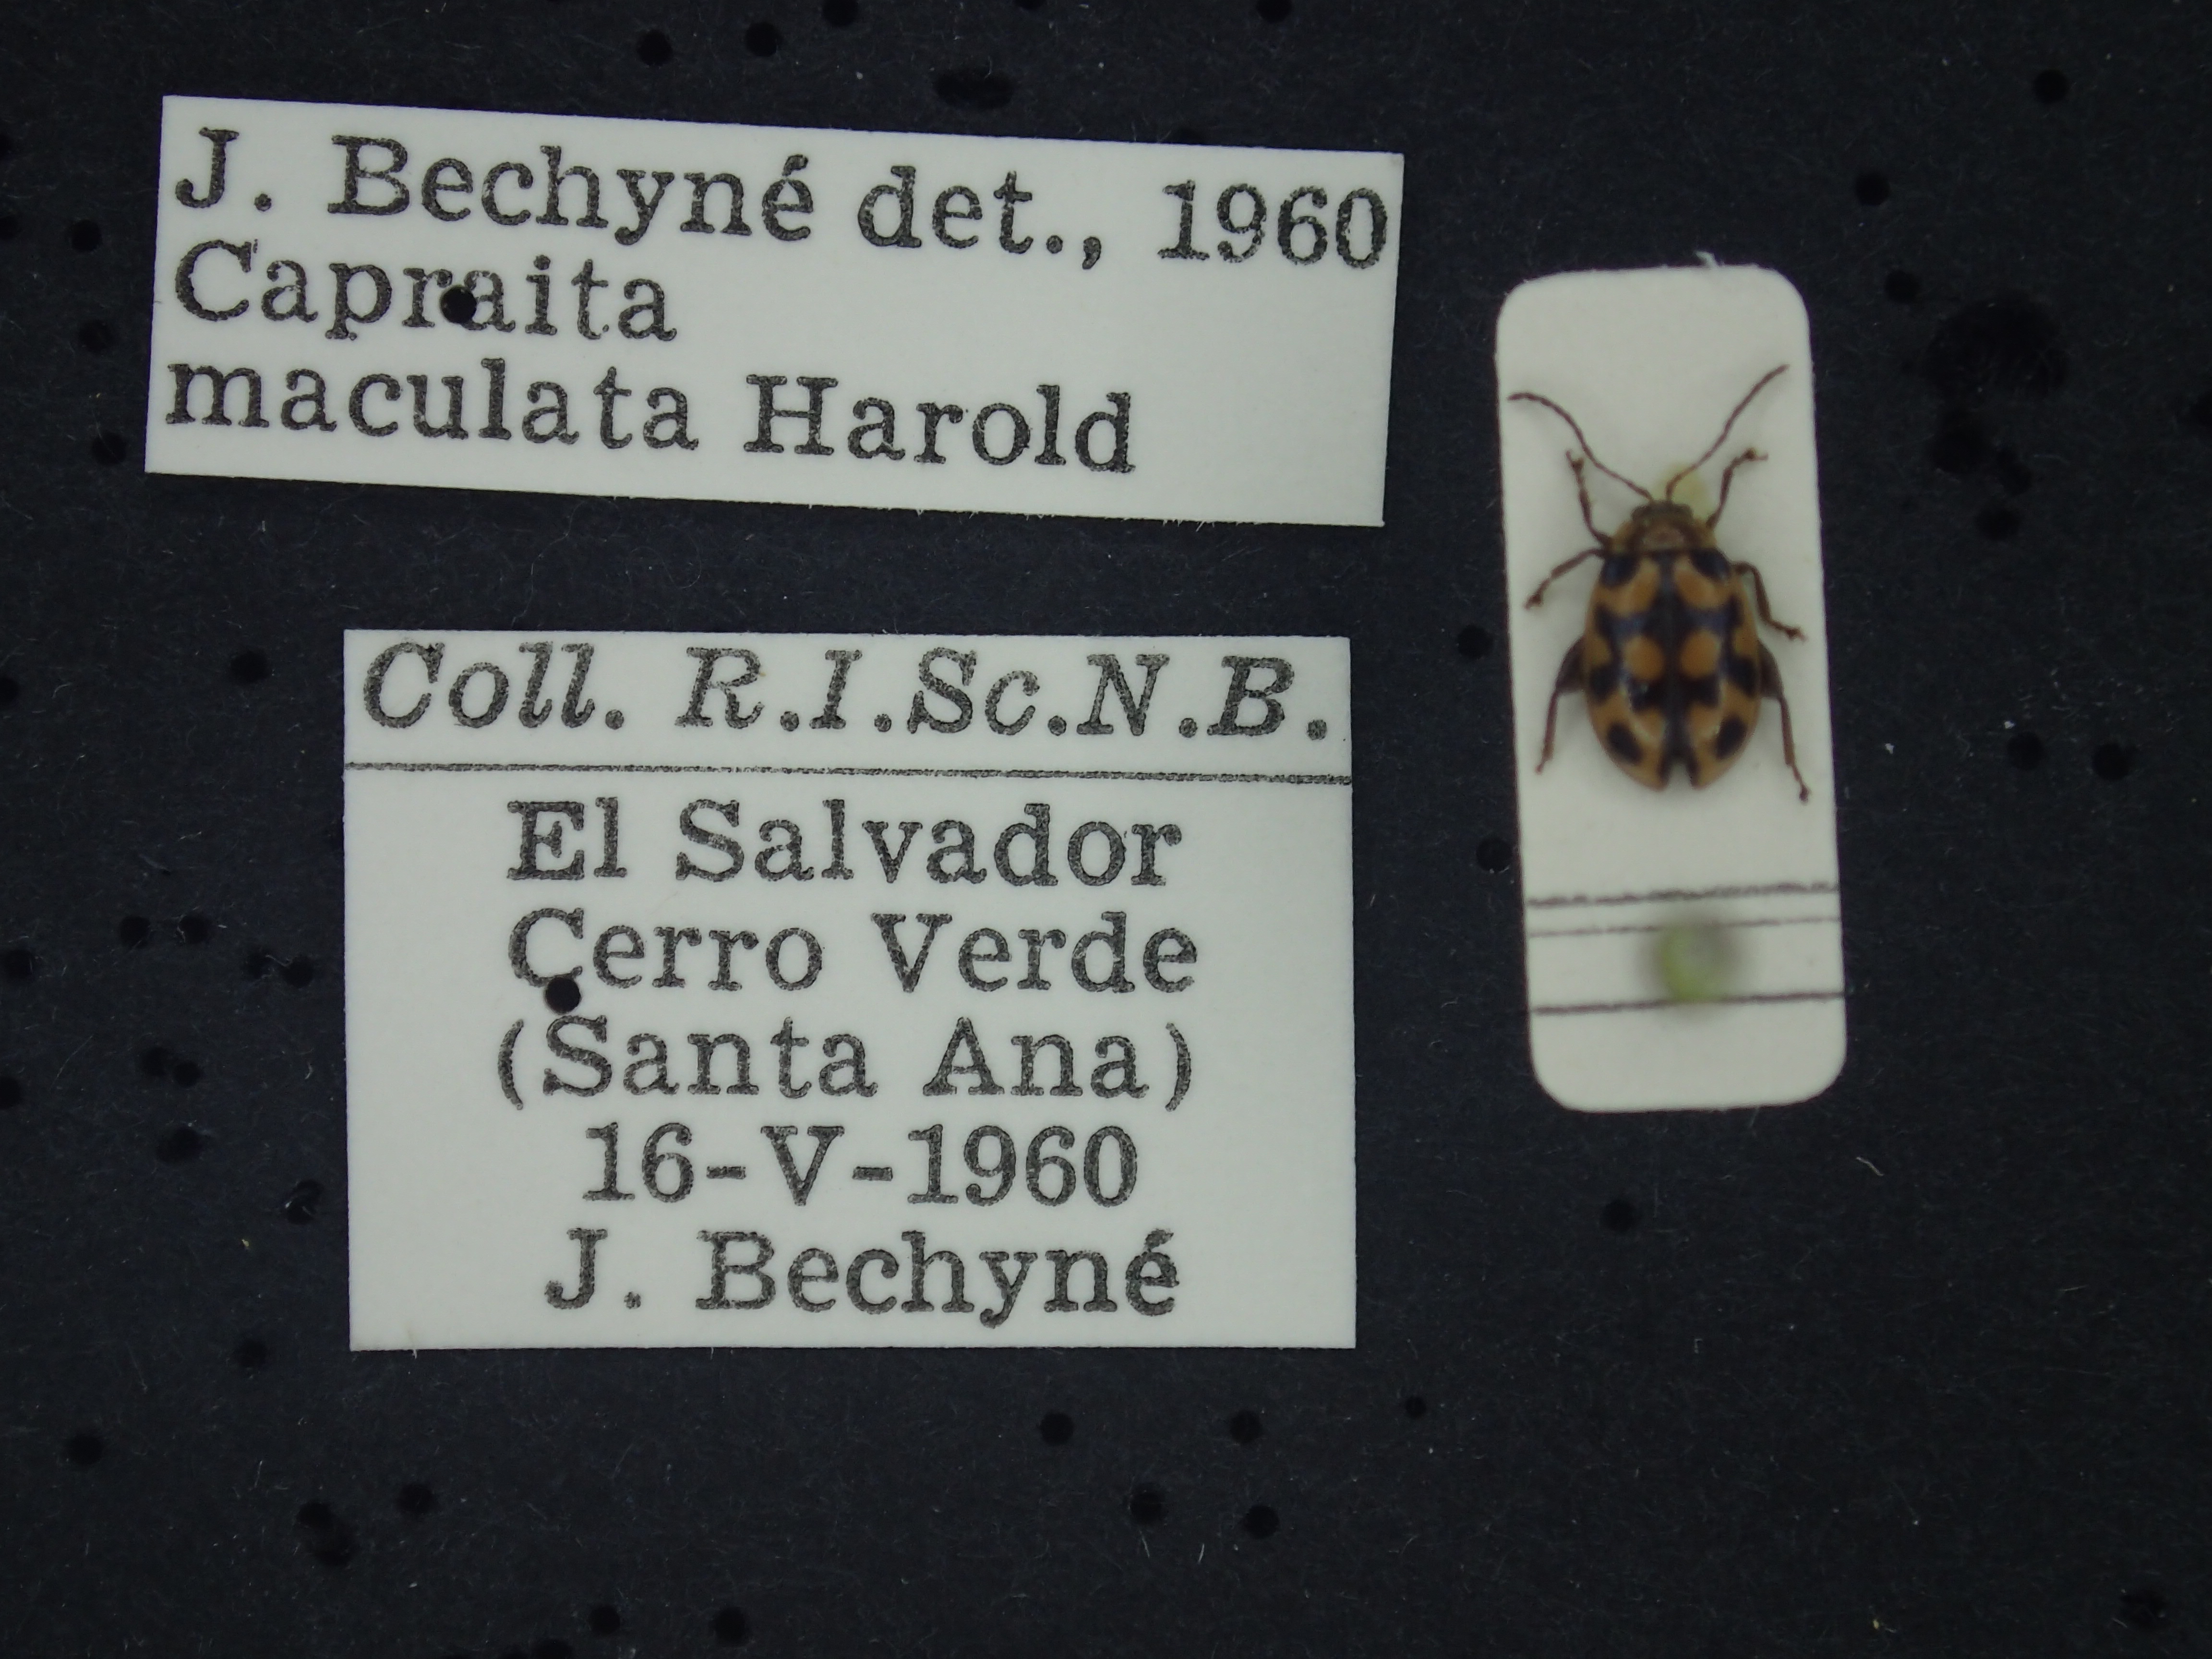 J. Bechyné det., 1960
Capraita
maculata Harold
Coll. R.I.Sc.N.B.
El Salvador
Cerro Verde
(Santa Ana)
16-V-1960
J. Bechyné